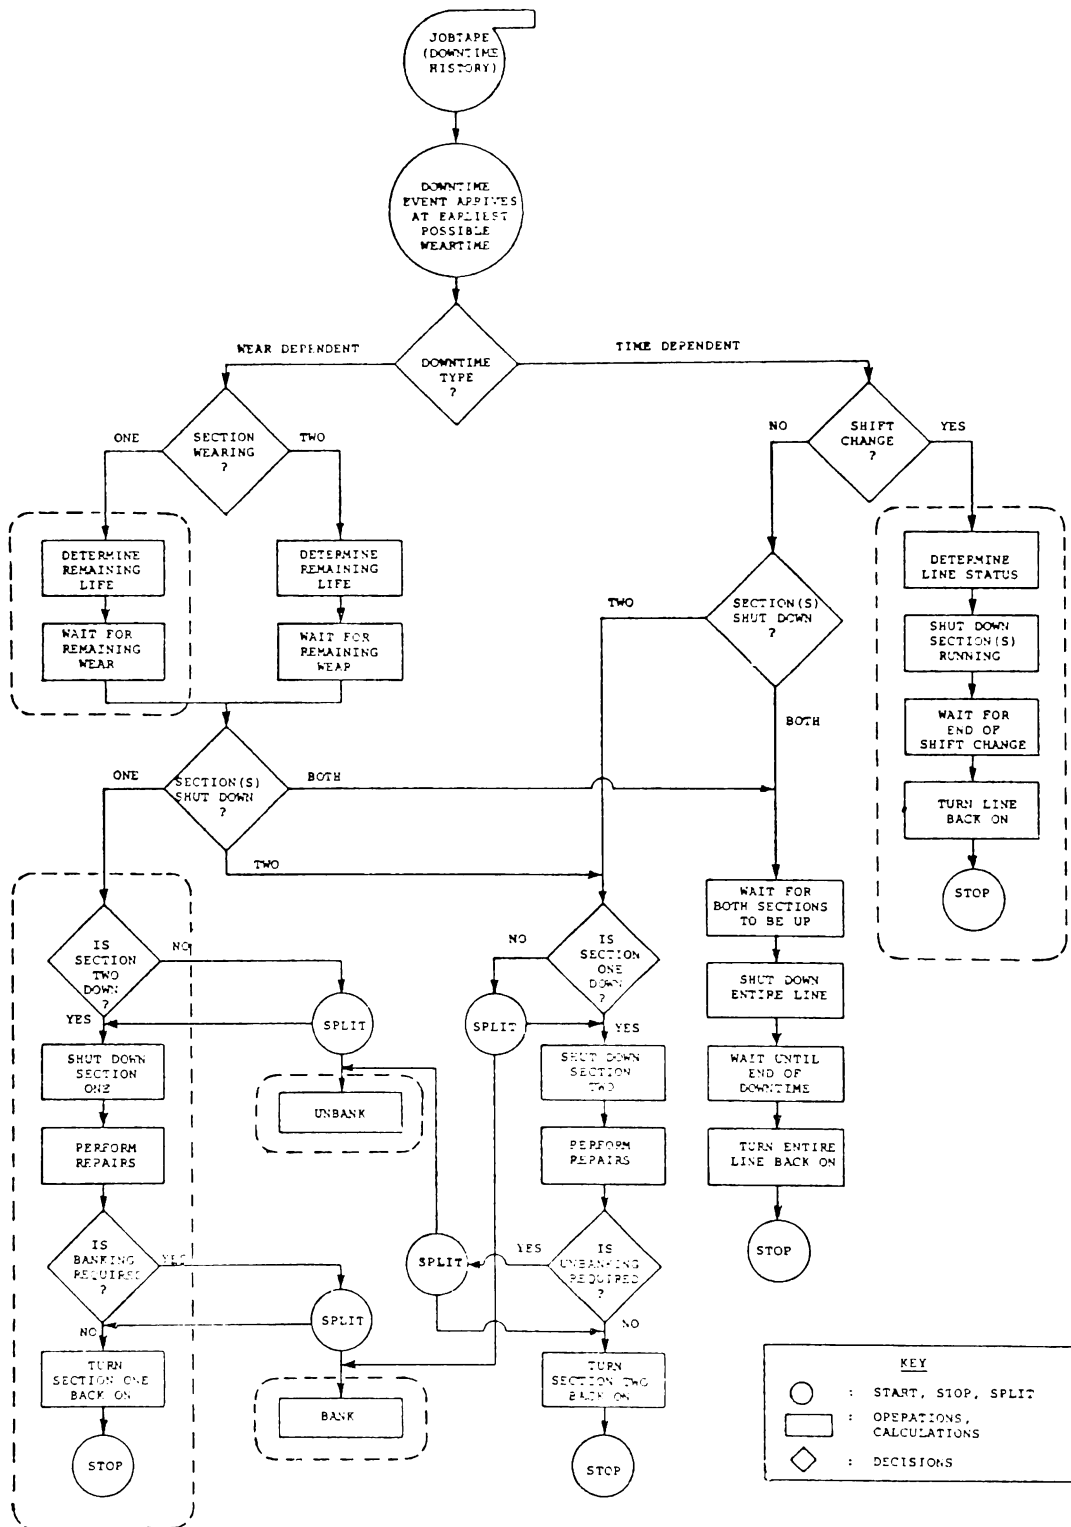 JOBTAPE
(DOWNTIME
HISTORY)
DOWNTIME
EVENT ARRIVES
AT EARLIEST
POSSIBLE
WEARTIME
WEAR DEPENDENT
DOWNTIME
TYPE
?
TIME DEPENDENT
ONE
SECTION
WEARING
?
TWO
NO
SHIFT
CHANGE
?
YES
DETERMINE
REMAINING
LIFE
DETERMINE
REMAINING
LIFE
WAIT FOR
REMAINING
WEAR
WAIT FOR
REMAINING
WEAR
TWO
SECTION(S)
SHUT DOWN
?
BOTH
DETERMINE
LINE STATUS
SHUT DOWN
SECTION(S)
RUNNING
WAIT FOR
END OF
SHIFT CHANGE
TURN LINE
BACK ON
STOP
ONE
SECTION(S)
SHUT DOWN
?
BOTH
TWO
WAIT FOR
BOTH SECTIONS
TO BE UP
SHUT DOWN
ENTIRE LINE
WAIT UNTIL
END OF
DOWNTIME
TURN ENTIRE
LINE BACK ON
STOP
IS
SECTION
TWO
DOWN
?
NO
YES
SPLIT
SHUT DOWN
SECTION
ONE
UNBANK
PERFORM
REPAIRS
IS
BANKING
REQUIRED
?
YES
NO
SPLIT
TURN
SECTION ONE
BACK ON
BANK
STOP
NO
IS
SECTION
ONE
DOWN
?
SPLIT
YES
SHUT DOWN
SECTION
TWO
PERFORM
REPAIRS
SPLIT
YES
IS
UNBANKING
REQUIRED
?
NO
TURN
SECTION TWO
BACK ON
STOP
KEY
: START, STOP, SPLIT
: OPERATIONS,
CALCULATIONS
: DECISIONS